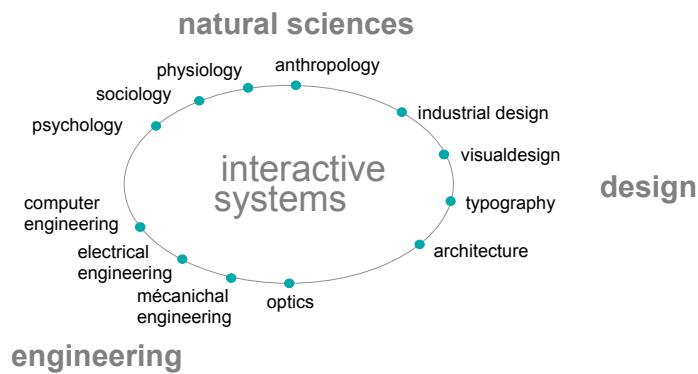 natural sciences
physiology
anthropology
sociology
psychology
industrial design
visualdesign
interactive
systems
design
typography
computer
engineering
electrical
engineering
architecture
mécanichal
engineering
optics
engineering